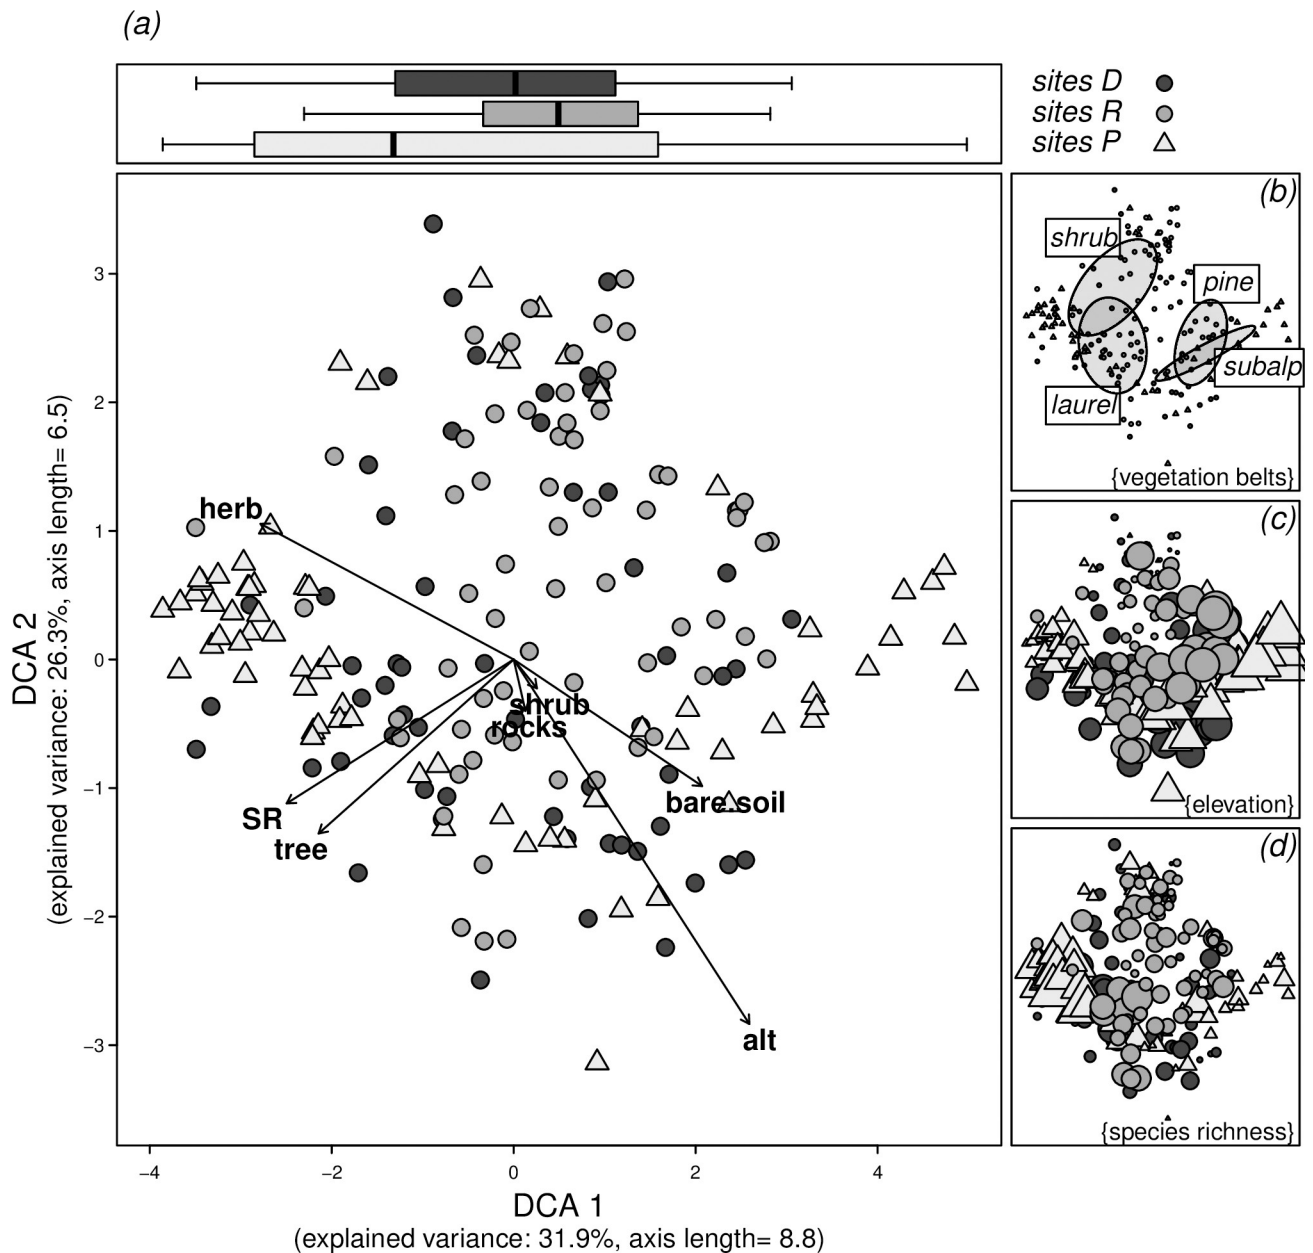 (a)
sites D
sites R
sites P
(b)
shrub
pine
subalp
laurel
{vegetation belts}
(c)
{elevation}
(d)
{species richness}
DCA 2
(explained variance: 26.3%, axis length= 6.5)
3
2
1
0
−1
−2
−3
herb
shrub
rocks
bare.soil
SR
tree
alt
−4
−2
0
2
4
DCA 1
(explained variance: 31.9%, axis length= 8.8)